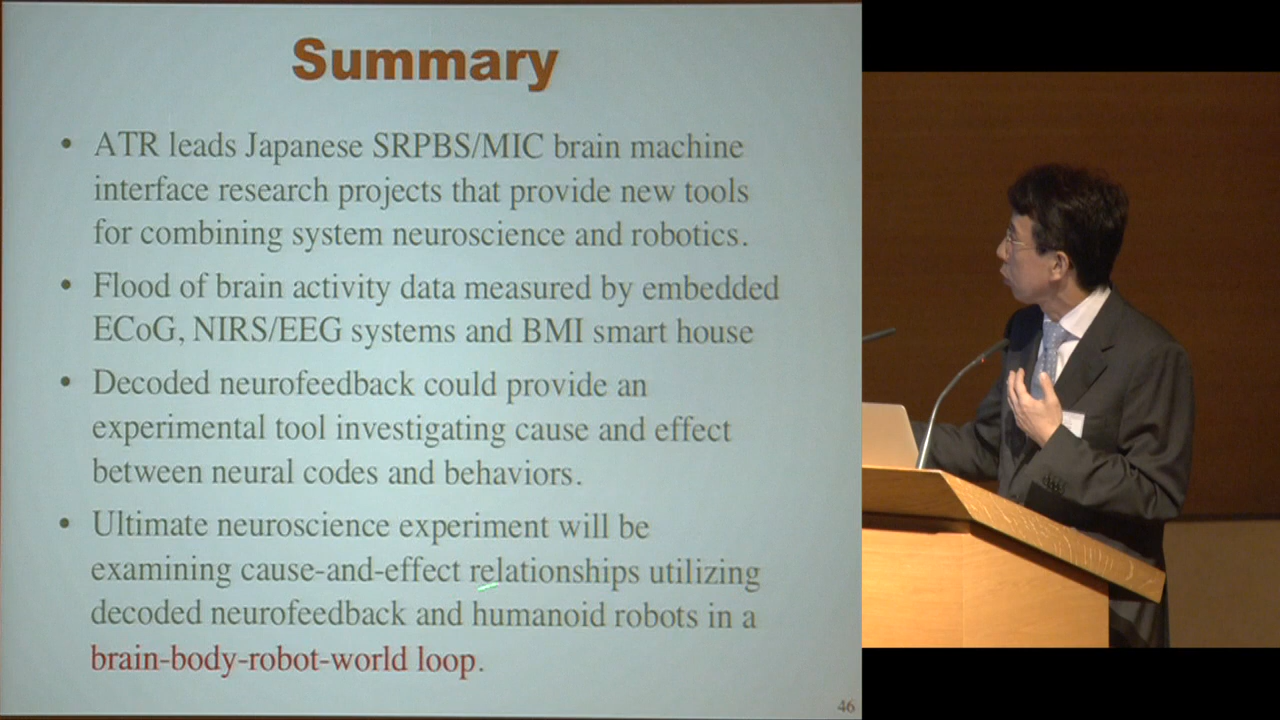 Summary
• ATR leads Japanese SRPBS/MIC brain machine
interface research projects that provide new tools
for combining system neuroscience and robotics.
• Flood of brain activity data measured by embedded
ECoG, NIRS/EEG systems and BMI smart house
• Decoded neurofeedback could provide an
experimental tool investigating cause and effect
between neural codes and behaviors.
• Ultimate neuroscience experiment will be
examining cause-and-effect relationships utilizing
decoded neurofeedback and humanoid robots in a
brain-body-robot-world loop.
46